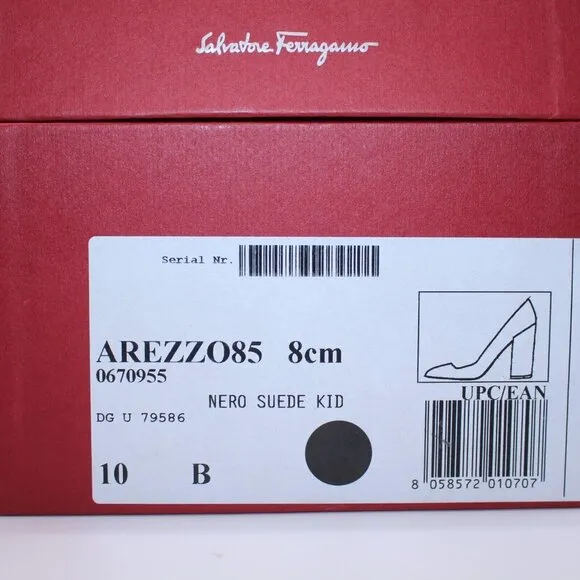 Salvatore Ferragamo
Serial Nr.
AREZZO85 8cm
0670955
NERO SUEDE KID
DG U 79586
10 B
UPC/EAN
8 058572 010707